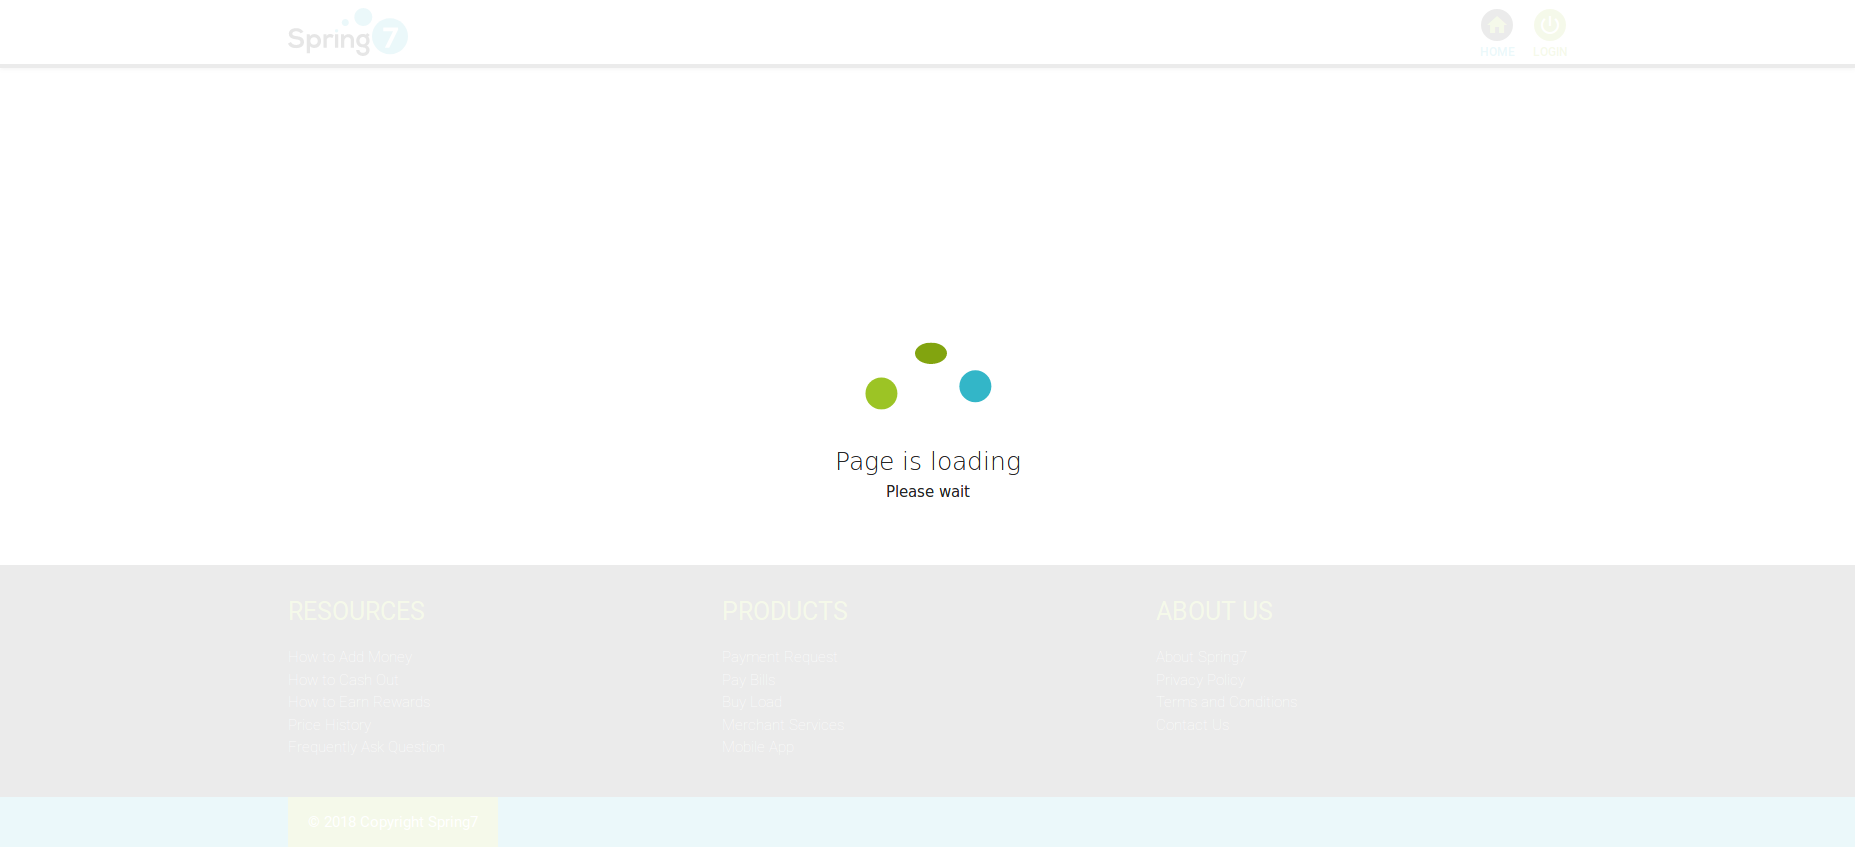 Spring7
HOME
LOGIN
Page is loading
Please wait
RESOURCES
How to Add Money
How to Cash Out
How to Earn Rewards
Price History
Frequently Ask Question
PRODUCTS
Payment Request
Pay Bills
Buy Load
Merchant Services
Mobile App
ABOUT US
About Spring7
Privacy Policy
Terms and Conditions
Contact Us
© 2018 Copyright Spring7